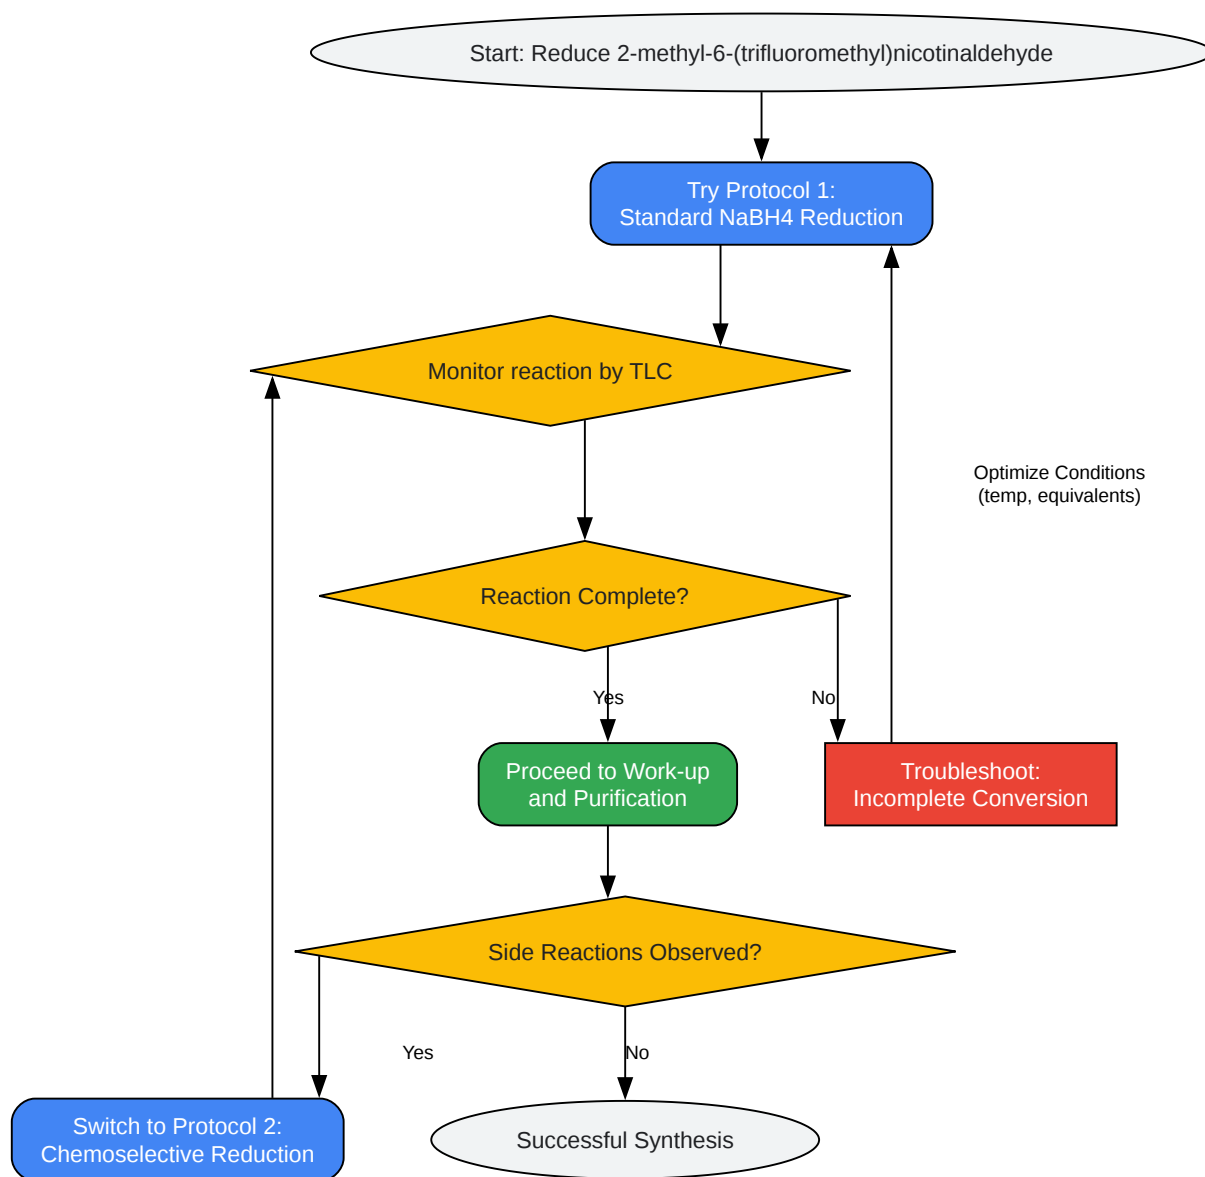 Start: Reduce 2-methyl-6-(trifluoromethyl)nicotinaldehyde
Try Protocol 1:
Standard NaBH4 Reduction
Monitor reaction by TLC
Optimize Conditions
(temp, equivalents)
Reaction Complete?
Yes
No
Proceed to Work-up
and Purification
Troubleshoot:
Incomplete Conversion
Side Reactions Observed?
Yes
No
Switch to Protocol 2:
Chemoselective Reduction
Successful Synthesis